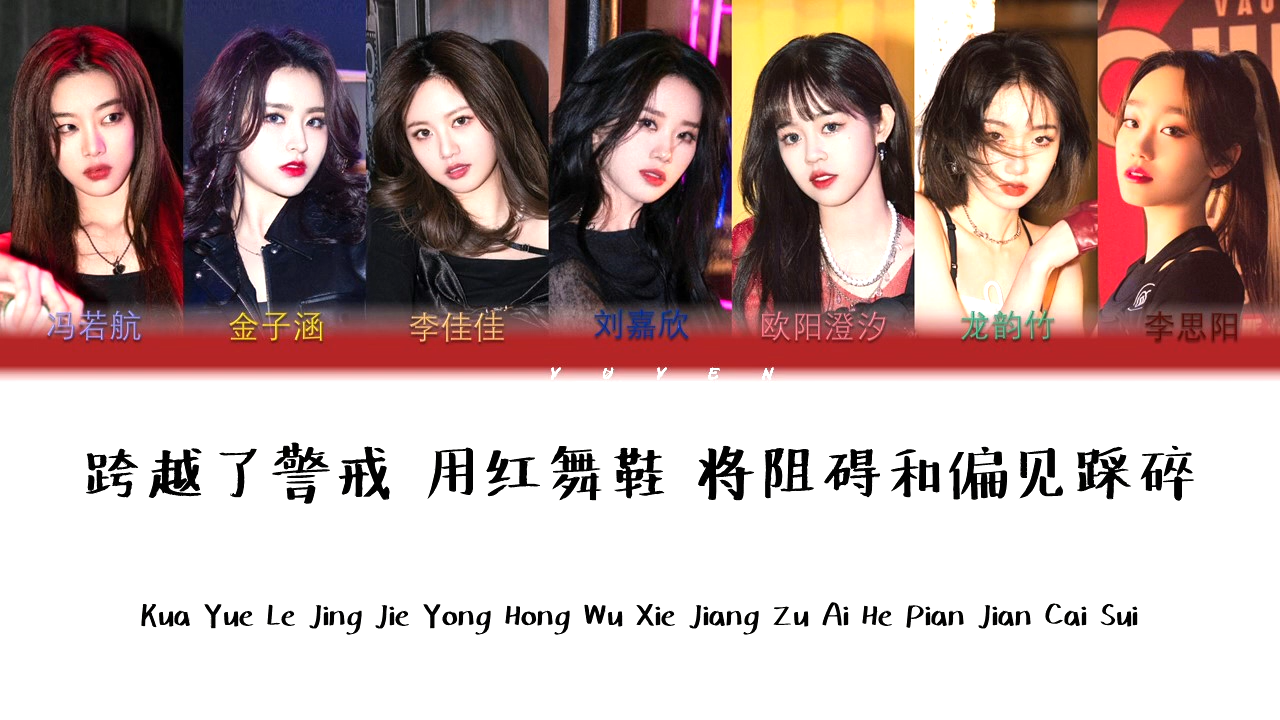 VAU
冯若航 金子涵 李佳佳 刘嘉欣 欧阳澄汐 龙韵竹 李思阳
Y U Y E N
跨越了警戒 用红舞鞋 将阻碍和偏见踩碎
Kua Yue Le Jing Jie Yong Hong Wu Xie Jiang Zu Ai He Pian Jian Cai Sui